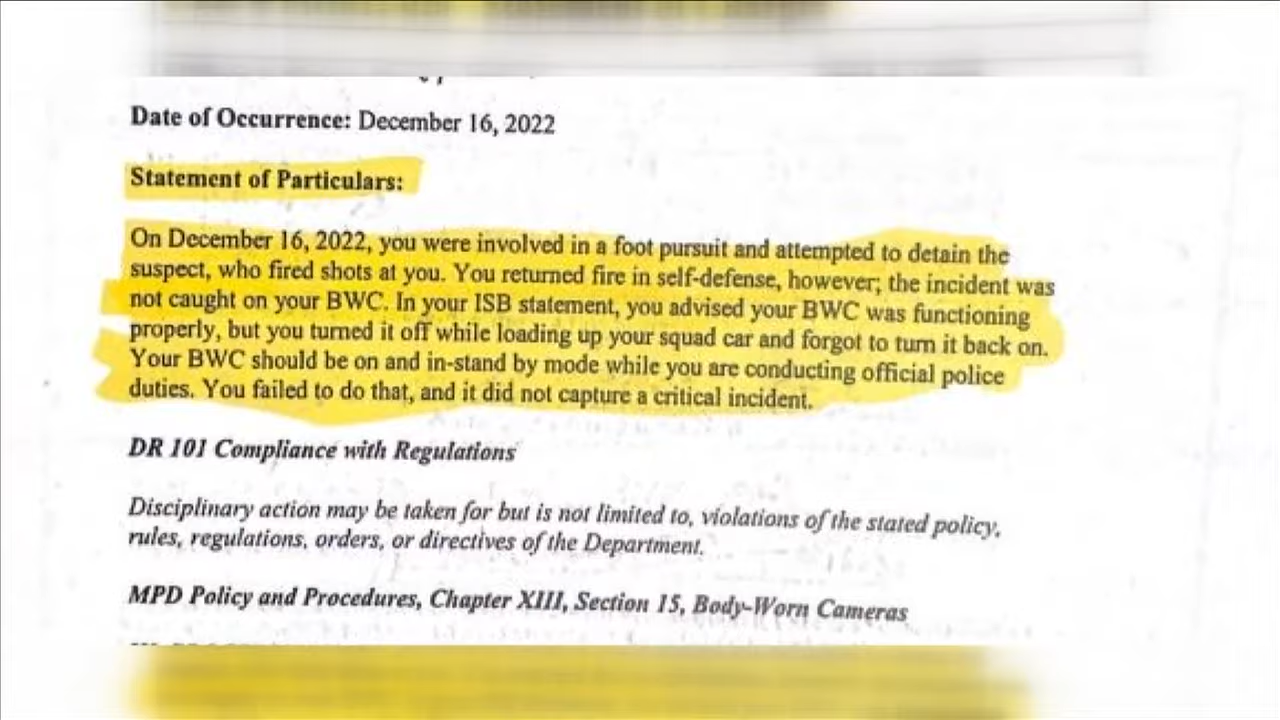 Date of Occurrence: December 16, 2022
Statement of Particulars:
On December 16, 2022, you were involved in a foot pursuit and attempted to detain the
suspect, who fired shots at you. You returned fire in self-defense, however; the incident was
not caught on your BWC. In your ISB statement, you advised your BWC was functioning
properly, but you turned it off while loading up your squad car and forgot to turn it back on.
Your BWC should be on and in-stand by mode while you are conducting official police
duties. You failed to do that, and it did not capture a critical incident.
DR 101 Compliance with Regulations
Disciplinary action may be taken for but is not limited to, violations of the stated policy,
rules, regulations, orders, or directives of the Department.
MPD Policy and Procedures, Chapter XIII, Section 15, Body-Worn Cameras